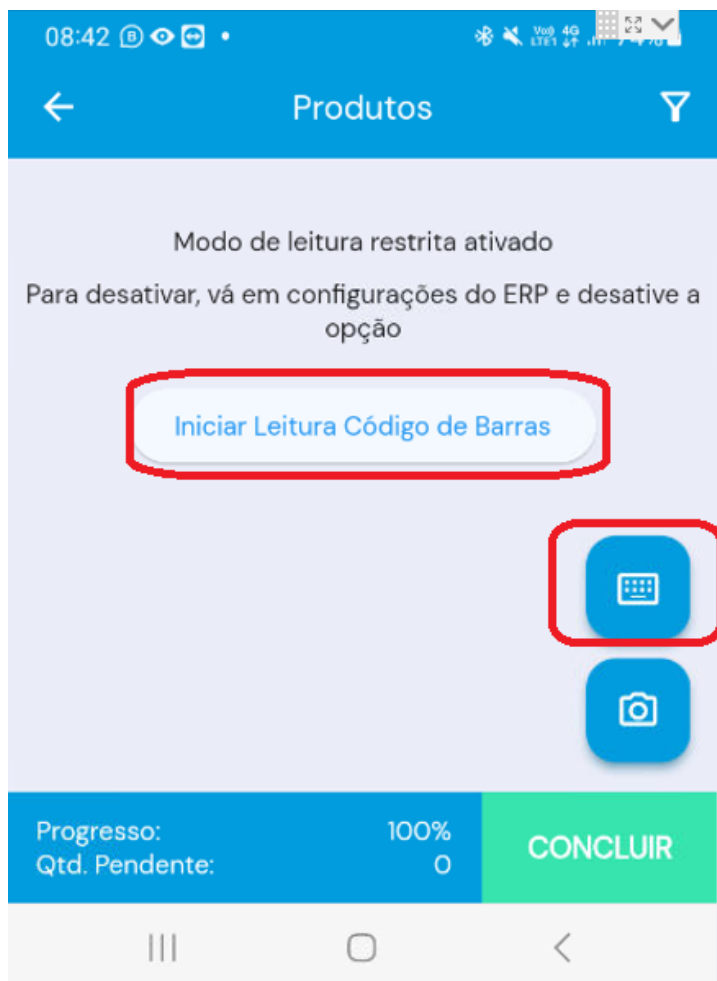 08:42
Produtos
Modo de leitura restrita ativado
Para desativar, vá em configurações do ERP e desative a
opção
Iniciar Leitura Código de Barras
Progresso: 100%
Qtd. Pendente: 0
CONCLUIR